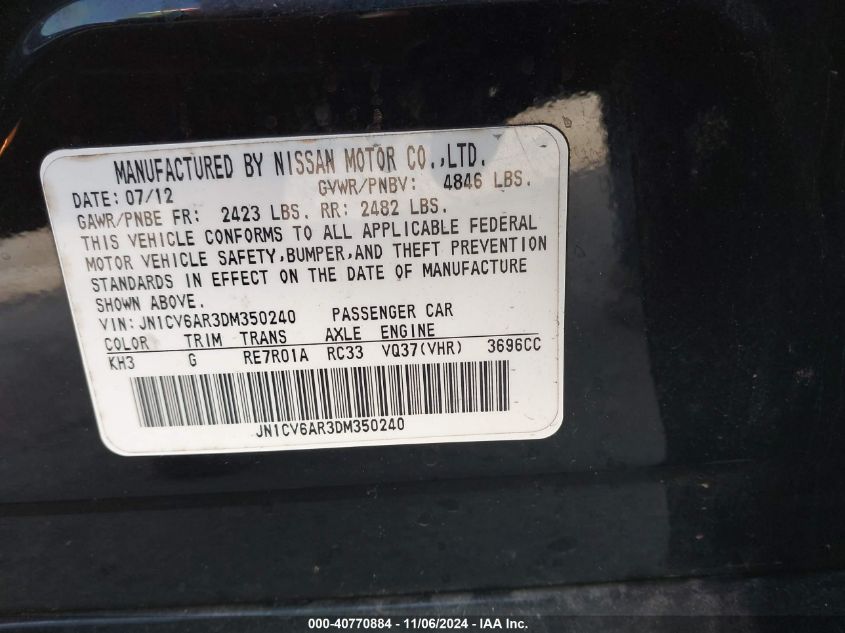 MANUFACTURED BY NISSAN MOTOR CO.,LTD.
DATE: 07/12 GVWR/PNBV: 4846 LBS.
GAWR/PNBE FR: 2423 LBS. RR: 2482 LBS.
THIS VEHICLE CONFORMS TO ALL APPLICABLE FEDERAL
MOTOR VEHICLE SAFETY,BUMPER,AND THEFT PREVENTION
STANDARDS IN EFFECT ON THE DATE OF MANUFACTURE
SHOWN ABOVE.
VIN: JN1CV6AR3DM350240 PASSENGER CAR
COLOR TRIM TRANS AXLE ENGINE
KH3 G RE7R01A RC33 VQ37(VHR) 3696CC
JN1CV6AR3DM350240
000-40770884 - 11/06/2024 - IAA Inc.